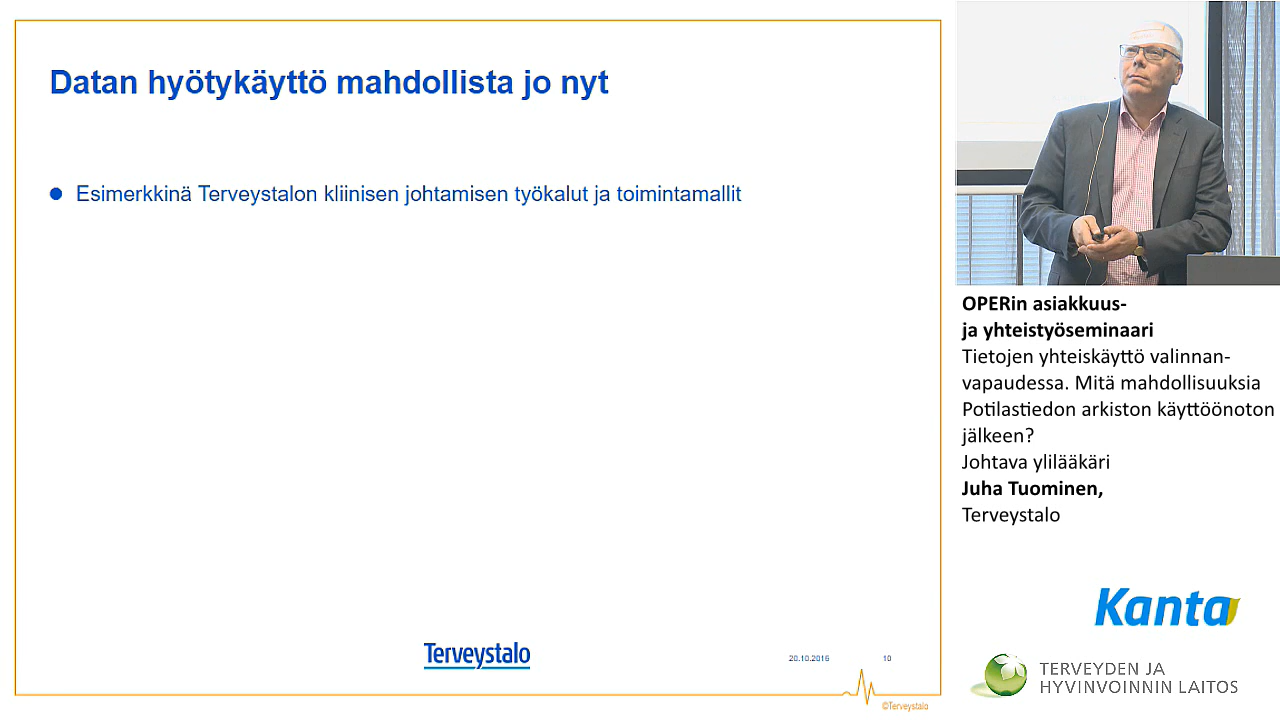 Datan hyötykäyttö mahdollista jo nyt
Esimerkkinä Terveystalon kliinisen johtamisen työkalut ja toimintamallit
Terveystalo
20.10.2016
10
©Terveystalo
OPERin asiakkuus-
ja yhteistyöseminaari
Tietojen yhteiskäyttö valinnan-
vapaudessa. Mitä mahdollisuuksia
Potilastiedon arkiston käyttöönoton
jälkeen?
Johtava ylilääkäri
Juha Tuominen,
Terveystalo
Kanta
TERVEYDEN JA
HYVINVOINNIN LAITOS